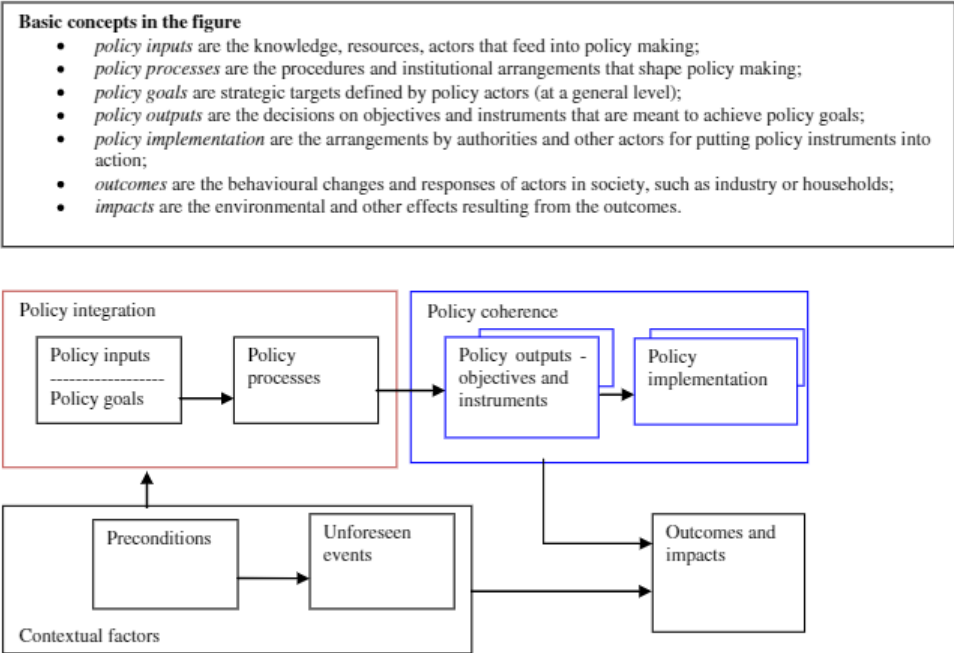 Basic concepts in the figure
• policy inputs are the knowledge, resources, actors that feed into policy making;
• policy processes are the procedures and institutional arrangements that shape policy making;
• policy goals are strategic targets defined by policy actors (at a general level);
• policy outputs are the decisions on objectives and instruments that are meant to achieve policy goals;
• policy implementation are the arrangements by authorities and other actors for putting policy instruments into
action;
• outcomes are the behavioural changes and responses of actors in society, such as industry or households;
• impacts are the environmental and other effects resulting from the outcomes.
Policy integration
Policy inputs
-------------------
Policy goals
Policy
processes
Policy coherence
Policy outputs -
objectives and
instruments
Policy
implementation
Preconditions
Unforeseen
events
Contextual factors
Outcomes and
impacts